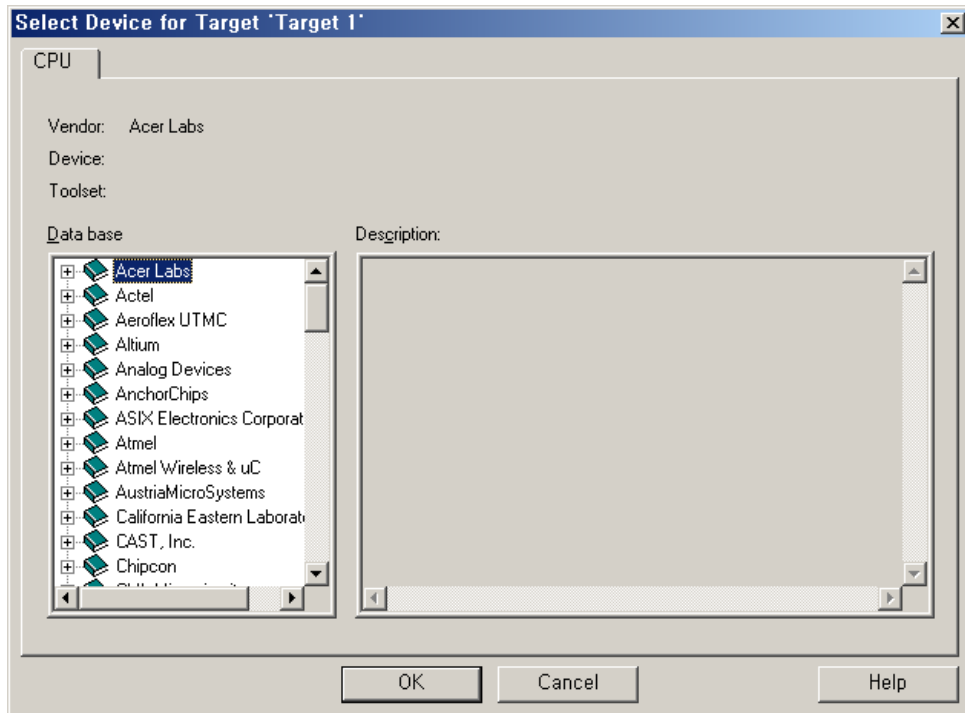 Select Device for Target 'Target 1'
CPU
Vendor: Acer Labs
Device:
Toolset:
Data base
Description:
Acer Labs
Actel
Aeroflex UTMC
Altium
Analog Devices
AnchorChips
ASIX Electronics Corporat
Atmel
Atmel Wireless & uC
AustriaMicroSystems
California Eastern Laborat
CAST, Inc.
Chipcon
OK Cancel Help